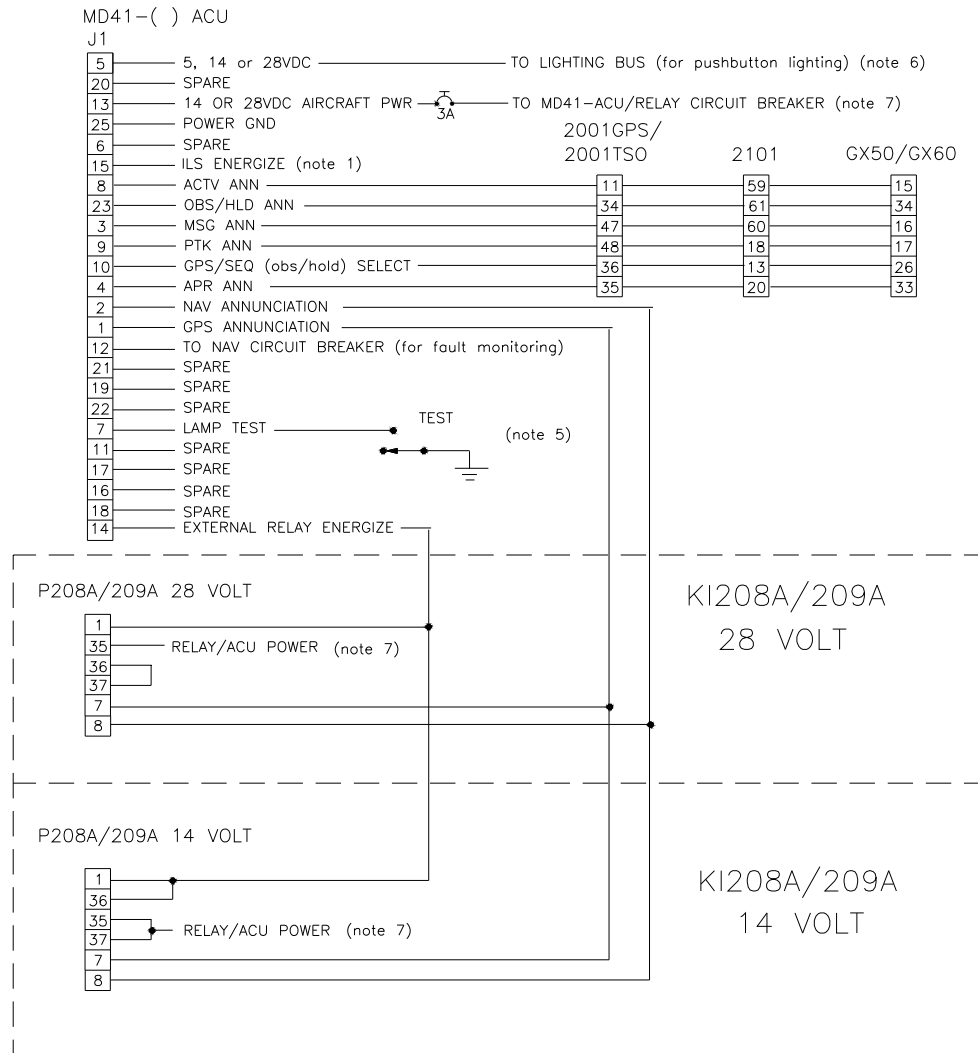 MD41-( ) ACU
J1
5 5, 14 or 28VDC TO LIGHTING BUS (for pushbutton lighting) (note 6)
20 SPARE
13 14 OR 28VDC AIRCRAFT PWR 3A TO MD41-ACU/RELAY CIRCUIT BREAKER (note 7)
25 POWER GND
6 SPARE
15 ILS ENERGIZE (note 1)
2001GPS/
2001TSO 2101 GX50/GX60
8 ACTV ANN 11 59 15
23 OBS/HLD ANN 34 61 34
3 MSG ANN 47 60 16
9 PTK ANN 48 18 17
10 GPS/SEQ (obs/hold) SELECT 36 13 26
4 APR ANN 35 20 33
2 NAV ANNUNCIATION
1 GPS ANNUNCIATION
12 TO NAV CIRCUIT BREAKER (for fault monitoring)
21 SPARE
19 SPARE
22 SPARE
7 LAMP TEST TEST (note 5)
11 SPARE
17 SPARE
16 SPARE
18 SPARE
14 EXTERNAL RELAY ENERGIZE
P208A/209A 28 VOLT
KI208A/209A
28 VOLT
1
35 RELAY/ACU POWER (note 7)
36
37
7
8
P208A/209A 14 VOLT
KI208A/209A
14 VOLT
1
36
35
37 RELAY/ACU POWER (note 7)
7
8